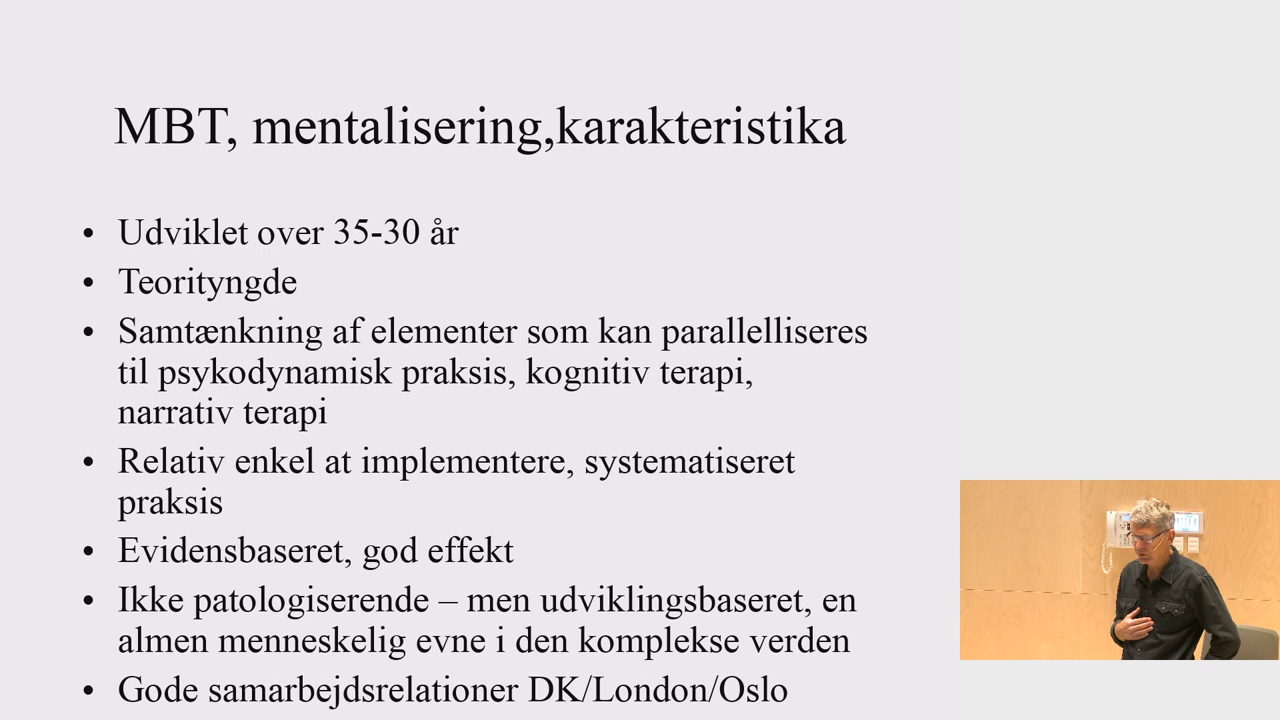 MBT, mentalisering,karakteristika
• Udviklet over 35-30 år
• Teorityngde
• Samtænkning af elementer som kan parallelliseres
til psykodynamisk praksis, kognitiv terapi,
narrativ terapi
• Relativ enkel at implementere, systematiseret
praksis
• Evidensbaseret, god effekt
• Ikke patologiserende – men udviklingsbaseret, en
almen menneskelig evne i den komplekse verden
• Gode samarbejdsrelationer DK/London/Oslo